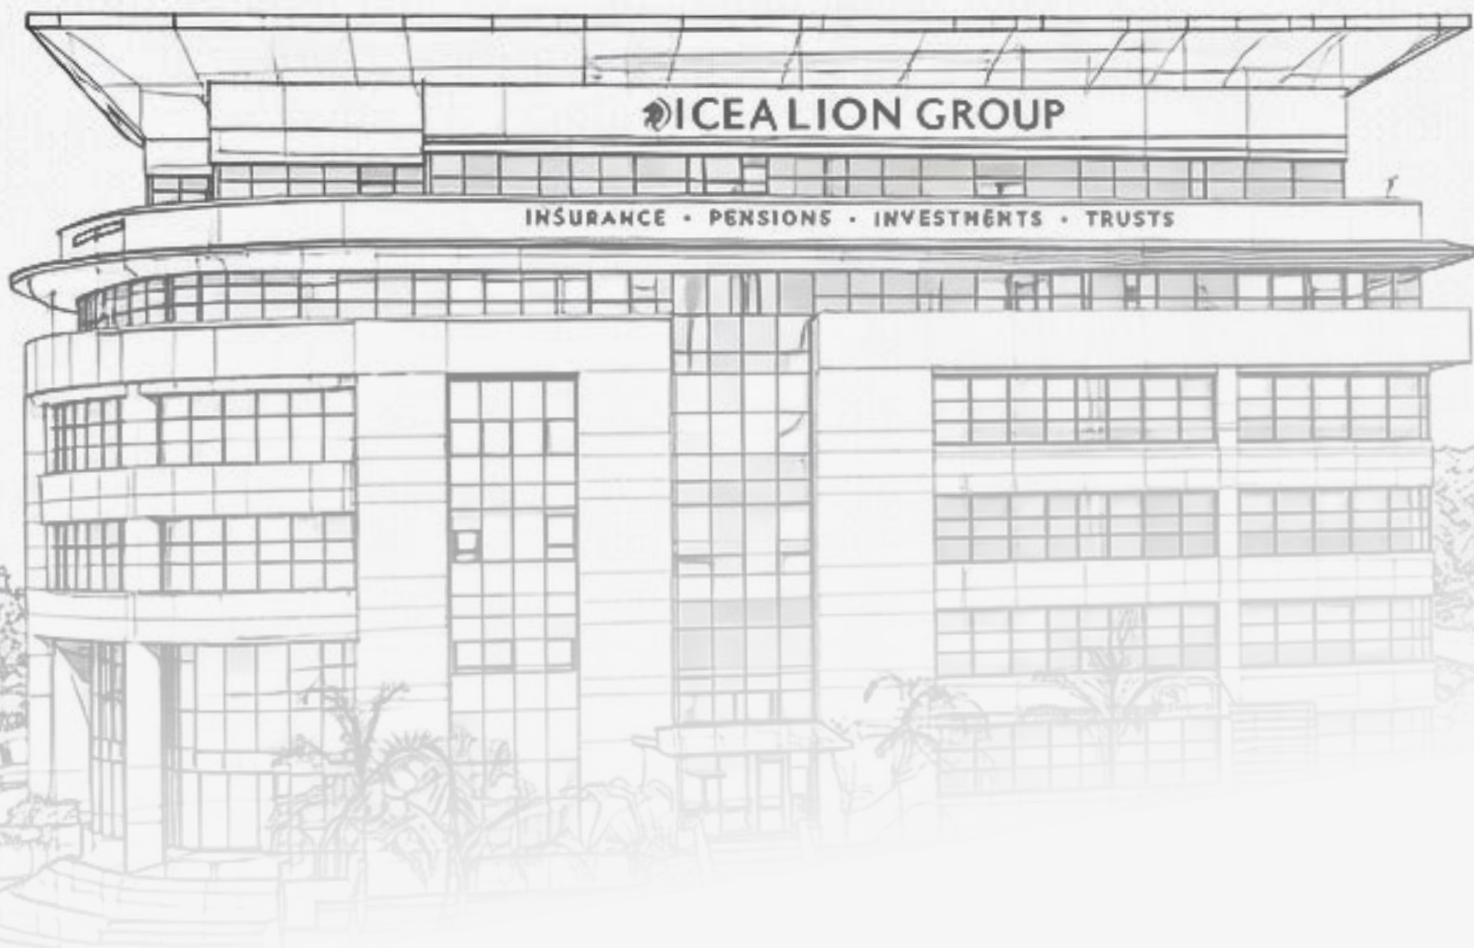 ICEA LION GROUP
INSURANCE · PENSIONS · INVESTMENTS · TRUSTS